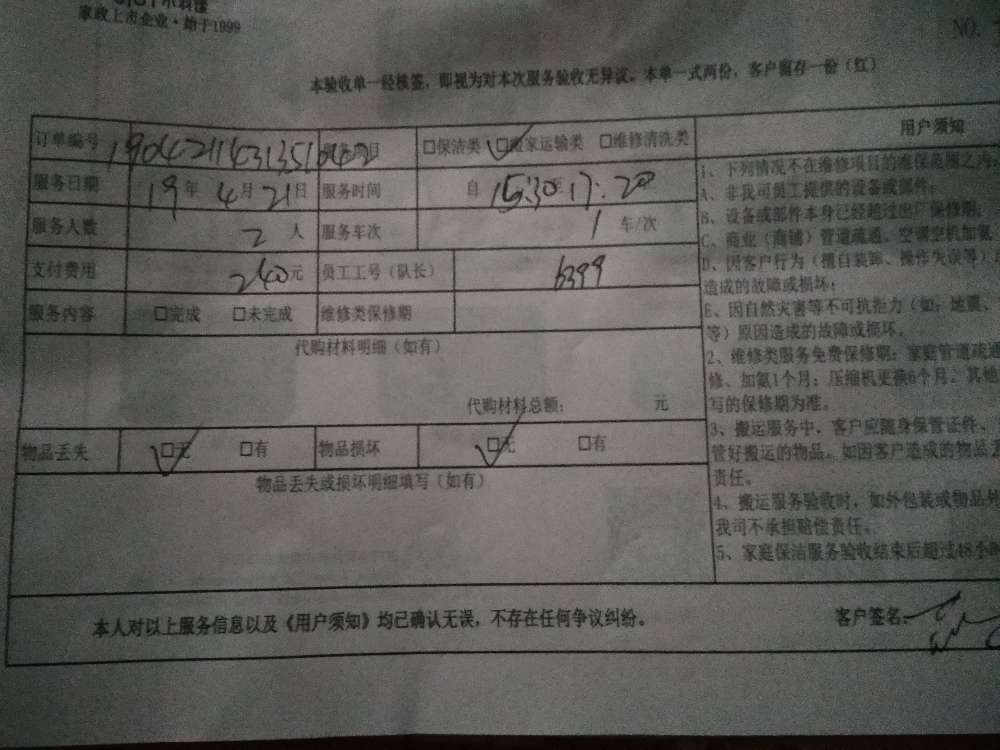 家政上市企业·始于1999
NO.
本验收单一经核签，即视为对本次服务验收无异议。本单一式两份，客户留存一份（红）
订单编号 项目 □保洁类 □搬家运输类 □维修清洗类
服务日期 19年 4月21日 服务时间 自 15:30 17:20
服务人数 2 人 服务车次 1 车/次
支付费用 240元 员工工号（队长） 6399
服务内容 □完成 □未完成 维修类保修期
代购材料明细（如有）
代购材料总额： 元
物品丢失 □无 □有 物品损坏 □无 □有
物品丢失或损坏明细填写（如有）
用户须知
1、下列情况不在维修项目的维保范围之内
A、非我司员工提供的设备或部件；
B、设备或部件本身已经超过出厂保修期；
C、商业（商铺）管道疏通、空调空机加氟
D、因客户行为（擅自装卸、操作失误等）
造成的故障或损坏；
E、因自然灾害等不可抗拒力（如：地震、
等）原因造成的故障或损坏。
2、维修类服务免费保修期：家庭管道疏通
修、加氟1个月；压缩机更换6个月。其他
写的保修期为准。
3、搬运服务中，客户应随身保管证件、
管好搬运的物品。如因客户造成的物品丢
责任。
4、搬运服务验收时，如外包装或物品外
我司不承担赔偿责任。
5、家庭保洁服务验收结束后超过48小时
本人对以上服务信息以及《用户须知》均已确认无误，不存在任何争议纠纷。
客户签名：